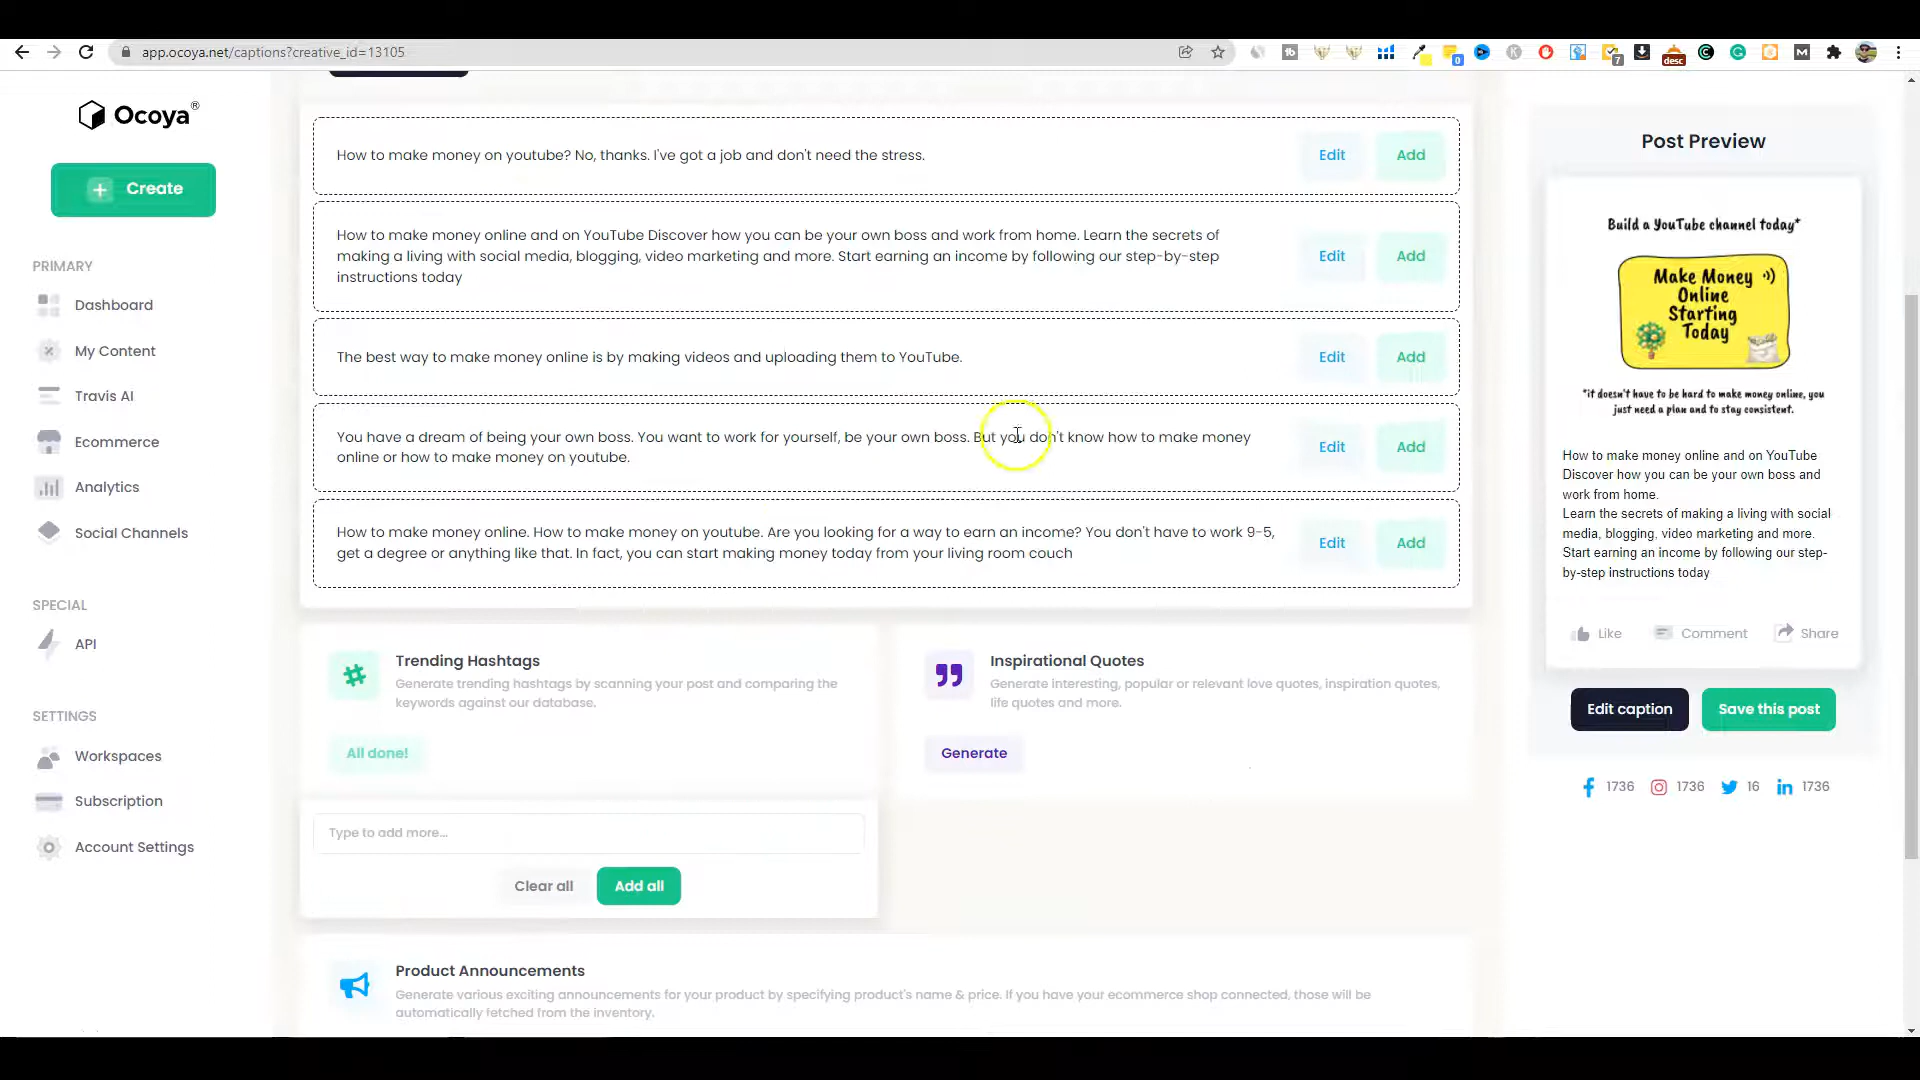 app.ocoya.net/captions?creative_id=13105
0
7
desc
Ocoya®
Create
PRIMARY
Dashboard
My Content
Travis AI
Ecommerce
Analytics
Social Channels
SPECIAL
API
SETTINGS
Workspaces
Subscription
Account Settings
How to make money on youtube? No, thanks. I've got a job and don't need the stress.
Edit
Add
How to make money online and on YouTube Discover how you can be your own boss and work from home. Learn the secrets of
making a living with social media, blogging, video marketing and more. Start earning an income by following our step-by-step
instructions today
Edit
Add
The best way to make money online is by making videos and uploading them to YouTube.
Edit
Add
You have a dream of being your own boss. You want to work for yourself, be your own boss. But you don't know how to make money
online or how to make money on youtube.
Edit
Add
How to make money online. How to make money on youtube. Are you looking for a way to earn an income? You don't have to work 9-5,
get a degree or anything like that. In fact, you can start making money today from your living room couch
Edit
Add
Trending Hashtags
Generate trending hashtags by scanning your post and comparing the
keywords against our database.
All done!
Type to add more...
Clear all
Add all
Inspirational Quotes
Generate interesting, popular or relevant love quotes, inspiration quotes,
life quotes and more.
Generate
Product Announcements
Generate various exciting announcements for your product by specifying product's name & price. If you have your ecommerce shop connected, those will be
automatically fetched from the inventory.
Post Preview
Build a YouTube channel today*
Make Money
Online
Starting
Today
*it doesn't have to be hard to make money online, you
just need a plan and to stay consistent.
How to make money online and on YouTube
Discover how you can be your own boss and
work from home.
Learn the secrets of making a living with social
media, blogging, video marketing and more.
Start earning an income by following our step-
by-step instructions today
Like
Comment
Share
Edit caption
Save this post
1736
1736
16
1736